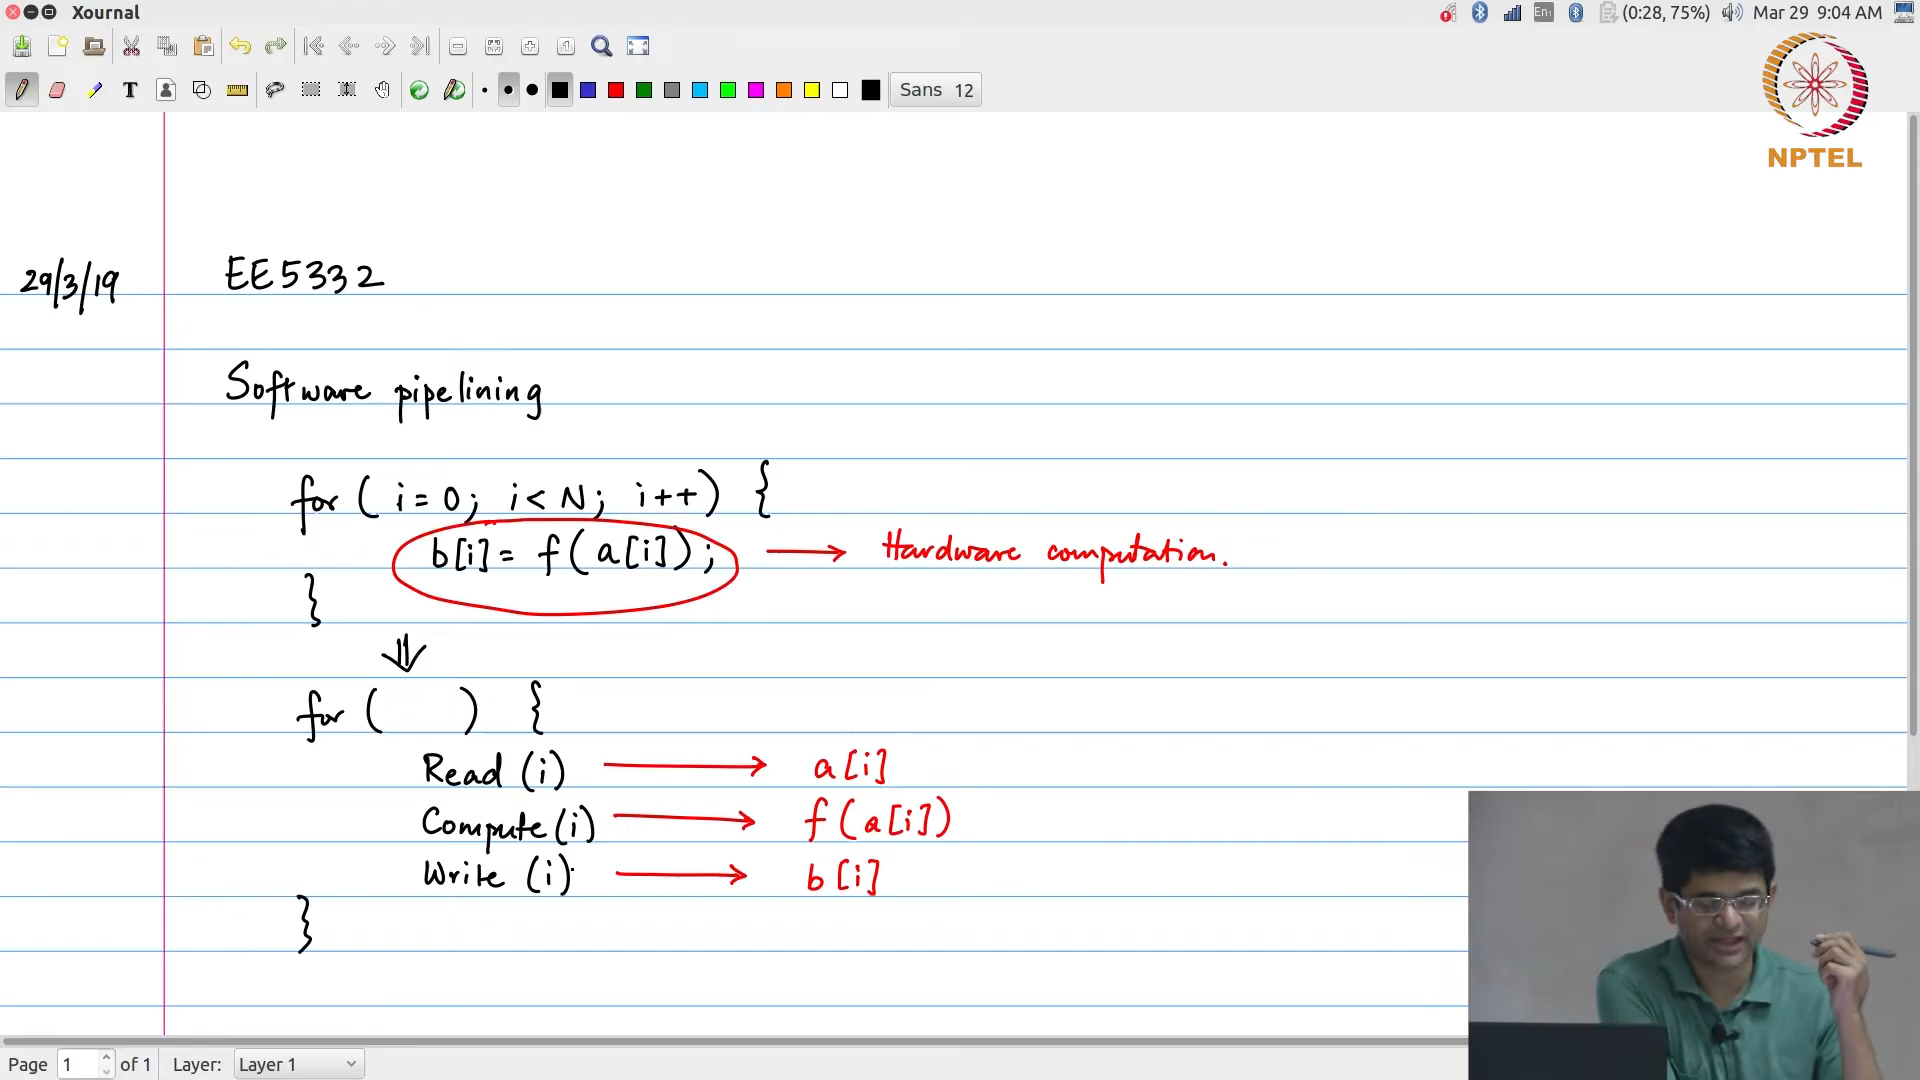 Xournal
En1
(0:28, 75%)
Mar 29 9:04 AM
T
Sans 12
NPTEL
29/3/19
EE5332
Software pipelining
for ( i = 0; i < N; i++) {
b[i] = f( a[i]); → Hardware computation.
}
⇓
for ( ) {
Read (i) → a[i]
Compute (i) → f (a[i])
Write (i) → b[i]
}
Page 1 of 1 Layer: Layer 1